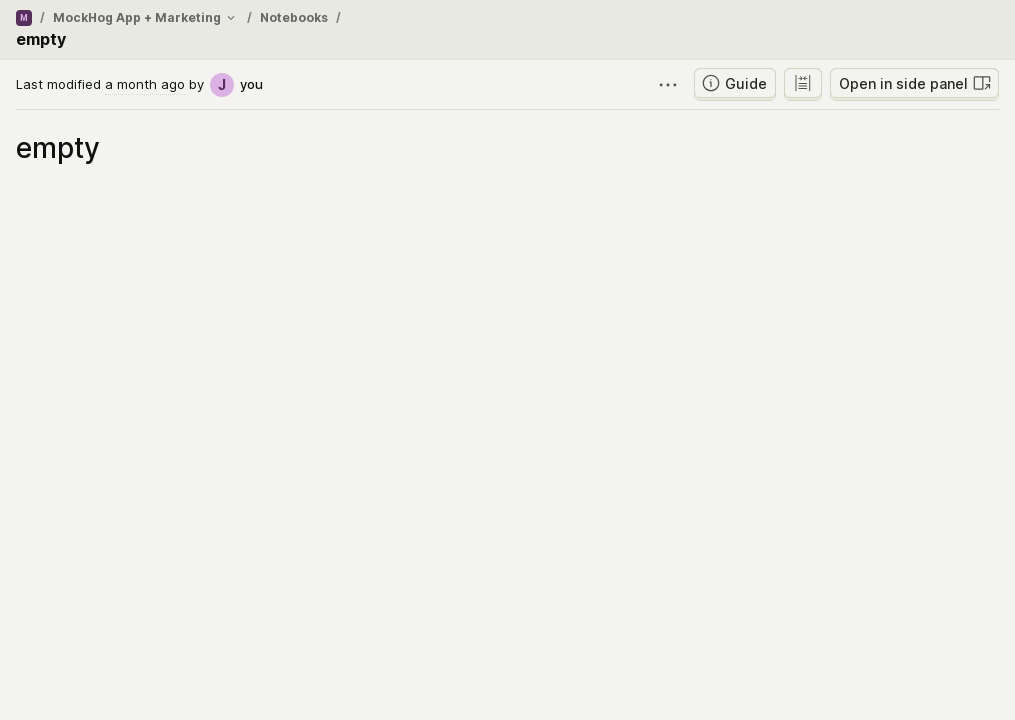 M / MockHog App + Marketing / Notebooks /
empty
Last modified a month ago by J you
Guide
Open in side panel
empty